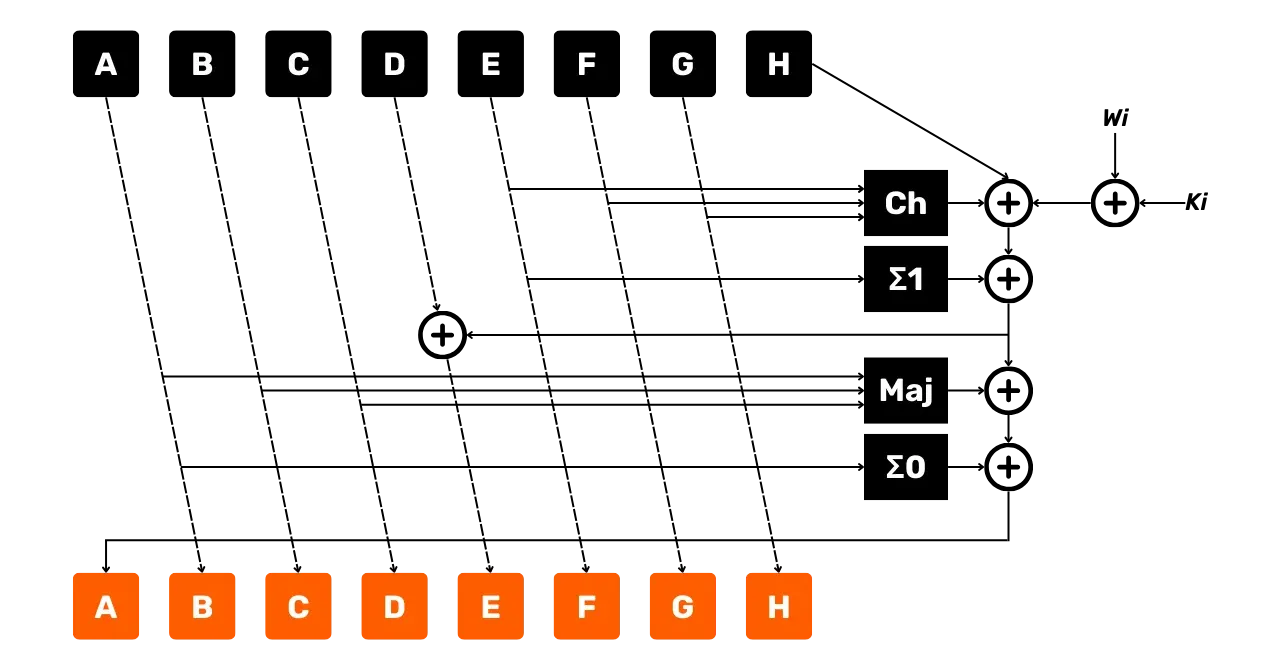 A B C D E F G H
Wi
Ch
Ki
Σ1
Maj
Σ0
A B C D E F G H